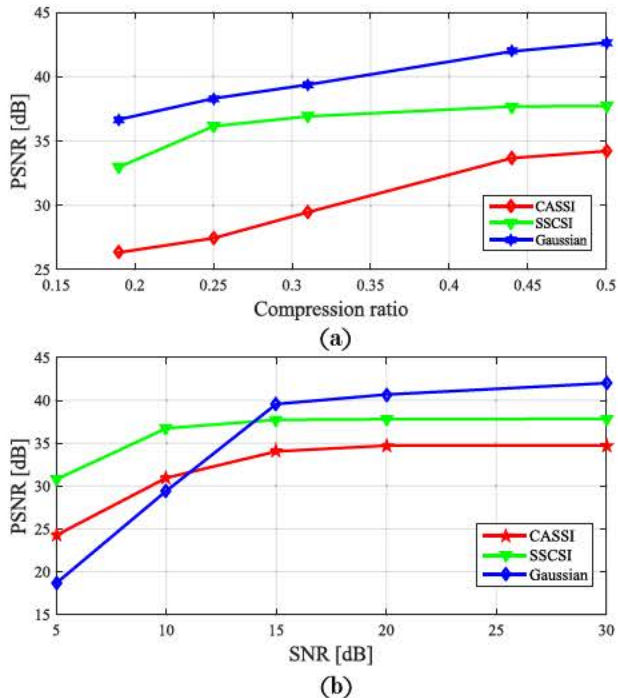 45
40
35
30
25
PSNR [dB]
CASSI
SSCSI
Gaussian
0.15 0.2 0.25 0.3 0.35 0.4 0.45 0.5
Compression ratio
(a)
45
40
35
30
25
20
15
PSNR [dB]
CASSI
SSCSI
Gaussian
5 10 15 20 25 30
SNR [dB]
(b)